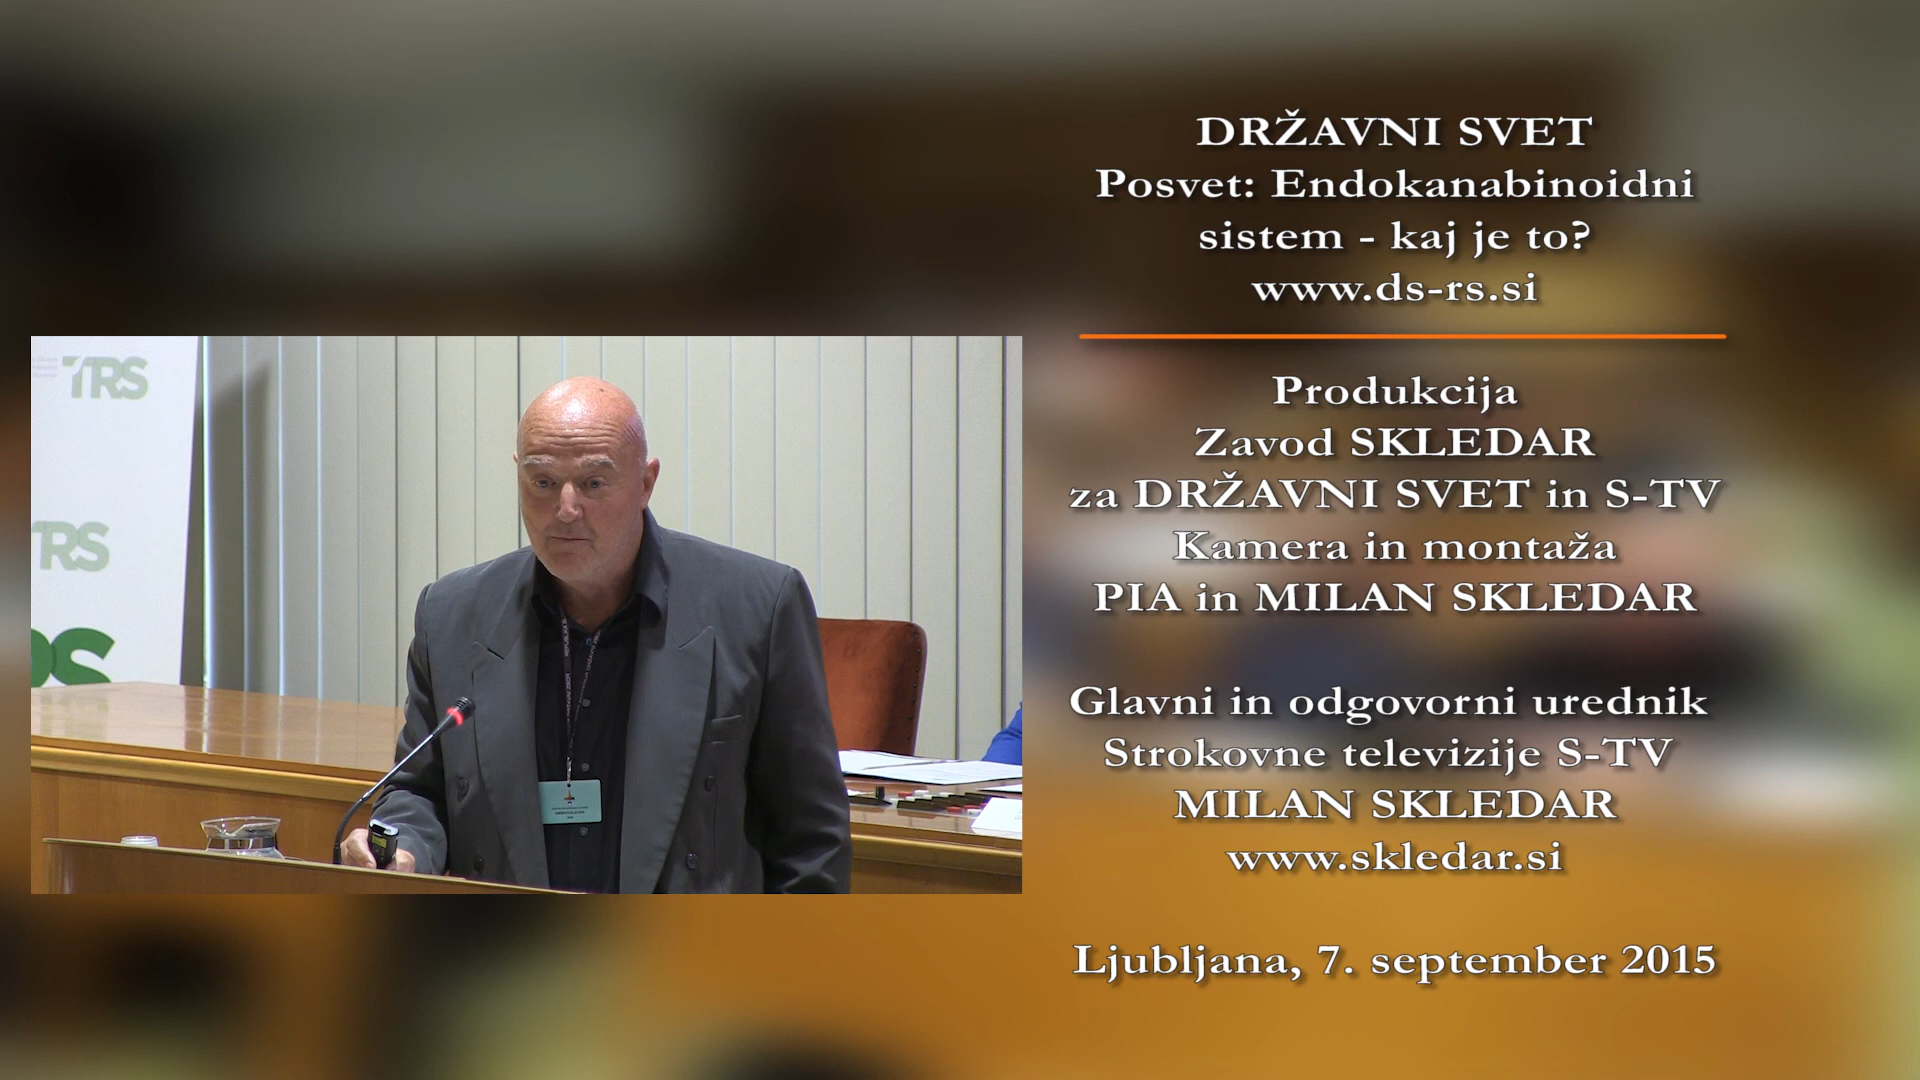 DRŽAVNI SVET
Posvet: Endokanabinoidni
sistem - kaj je to?
www.ds-rs.si
Produkcija
Zavod SKLEDAR
za DRŽAVNI SVET in S-TV
Kamera in montaža
PIA in MILAN SKLEDAR
Glavni in odgovorni urednik
Strokovne televizije S-TV
MILAN SKLEDAR
www.skledar.si
Ljubljana, 7. september 2015
TRS
TRS